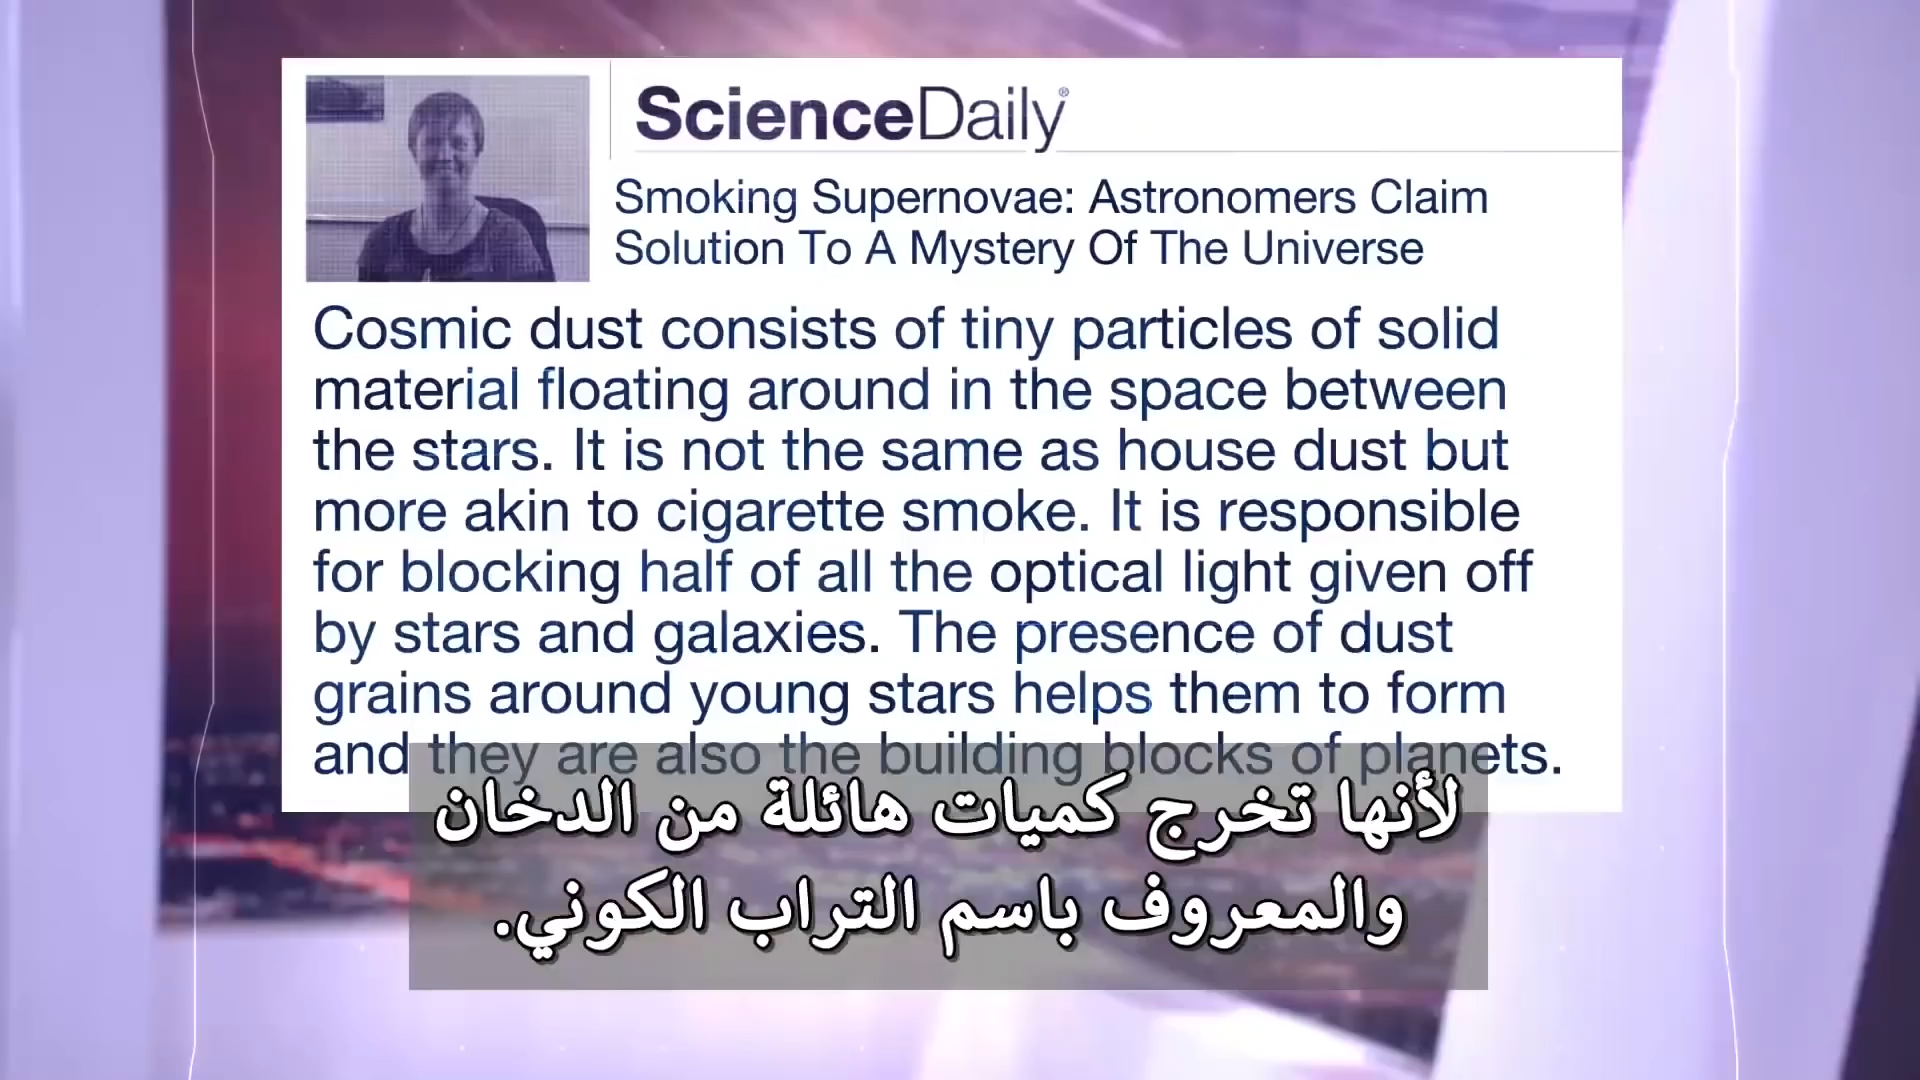 ScienceDaily®
Smoking Supernovae: Astronomers Claim
Solution To A Mystery Of The Universe
Cosmic dust consists of tiny particles of solid
material floating around in the space between
the stars. It is not the same as house dust but
more akin to cigarette smoke. It is responsible
for blocking half of all the optical light given off
by stars and galaxies. The presence of dust
grains around young stars helps them to form
and they are also the building blocks of planets.
لأنها تخرج كميات هائلة من الدخان
والمعروف باسم التراب الكوني.